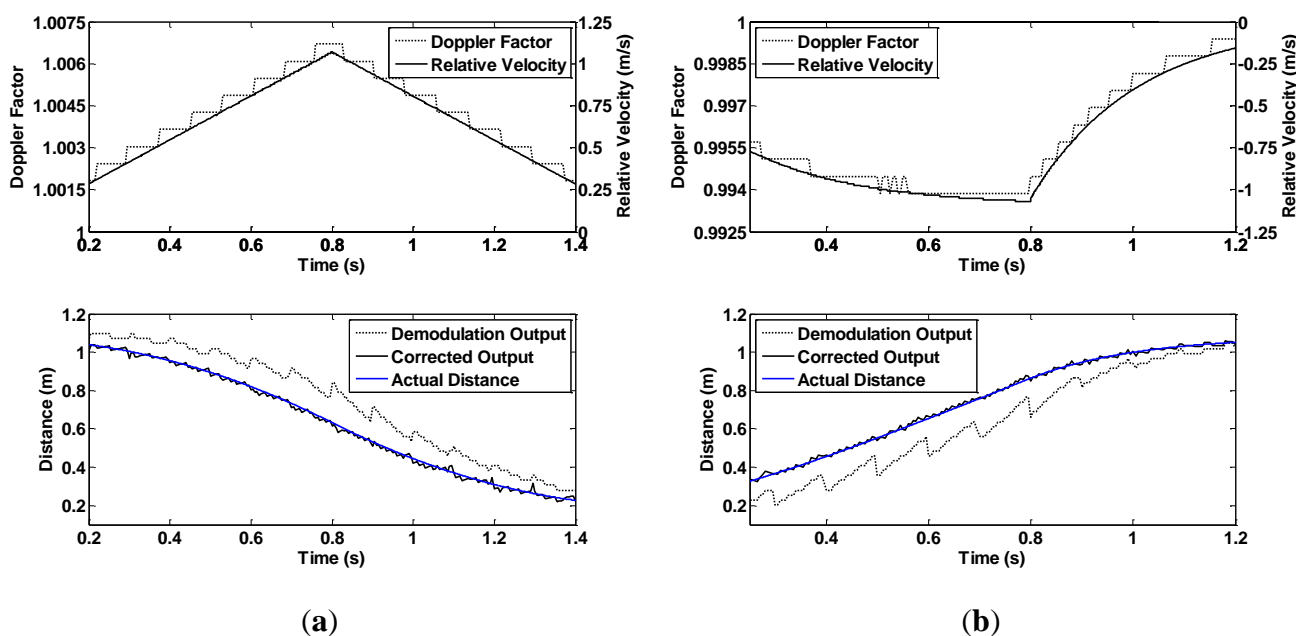 1.0075
1.006
1.0045
1.003
1.0015
1
Doppler Factor
Doppler Factor
Relative Velocity
1.25
1
0.75
0.5
0.25
0
Relative Velocity (m/s)
0.2 0.4 0.6 0.8 1 1.2 1.4
Time (s)
1
0.9985
0.997
0.9955
0.994
0.9925
Doppler Factor
Doppler Factor
Relative Velocity
0
-0.25
-0.5
-0.75
-1
-1.25
Relative Velocity (m/s)
0.4 0.6 0.8 1 1.2
Time (s)
1.2
1
0.8
0.6
0.4
0.2
Distance (m)
Demodulation Output
Corrected Output
Actual Distance
0.2 0.4 0.6 0.8 1 1.2 1.4
Time (s)
1.2
1
0.8
0.6
0.4
0.2
Distance (m)
Demodulation Output
Corrected Output
Actual Distance
0.4 0.6 0.8 1 1.2
Time (s)
(a)
(b)